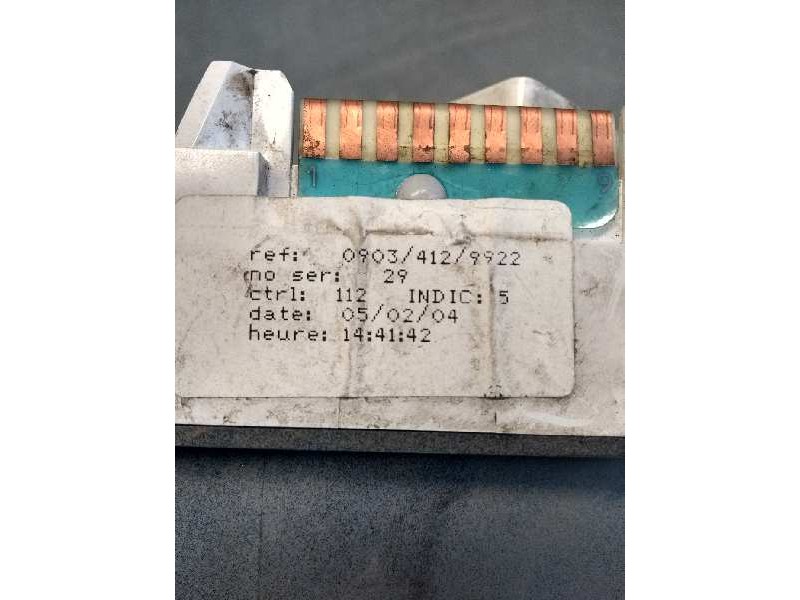 1 9
ref: 0903/412/9922
no ser: 29
ctrl: 112 INDIC: 5
date: 05/02/04
heure: 14:41:42